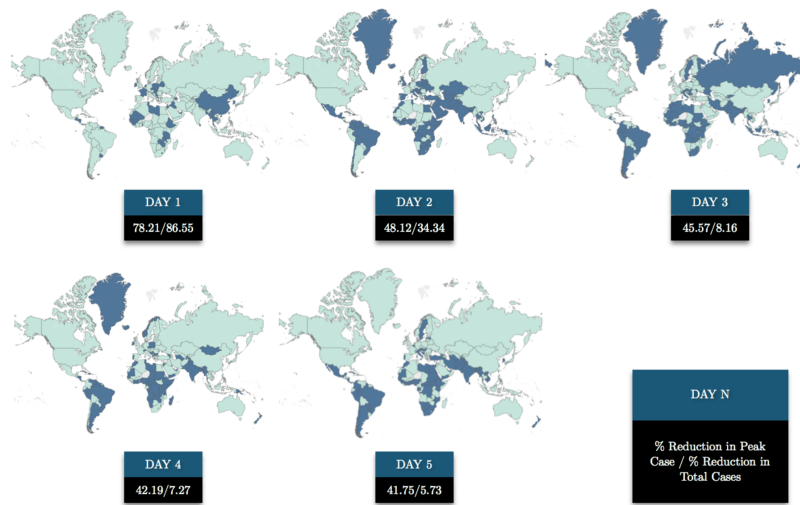 DAY 1
78.21/86.55
DAY 2
48.12/34.34
DAY 3
45.57/8.16
DAY 4
42.19/7.27
DAY 5
41.75/5.73
DAY N
% Reduction in Peak
Case / % Reduction in
Total Cases